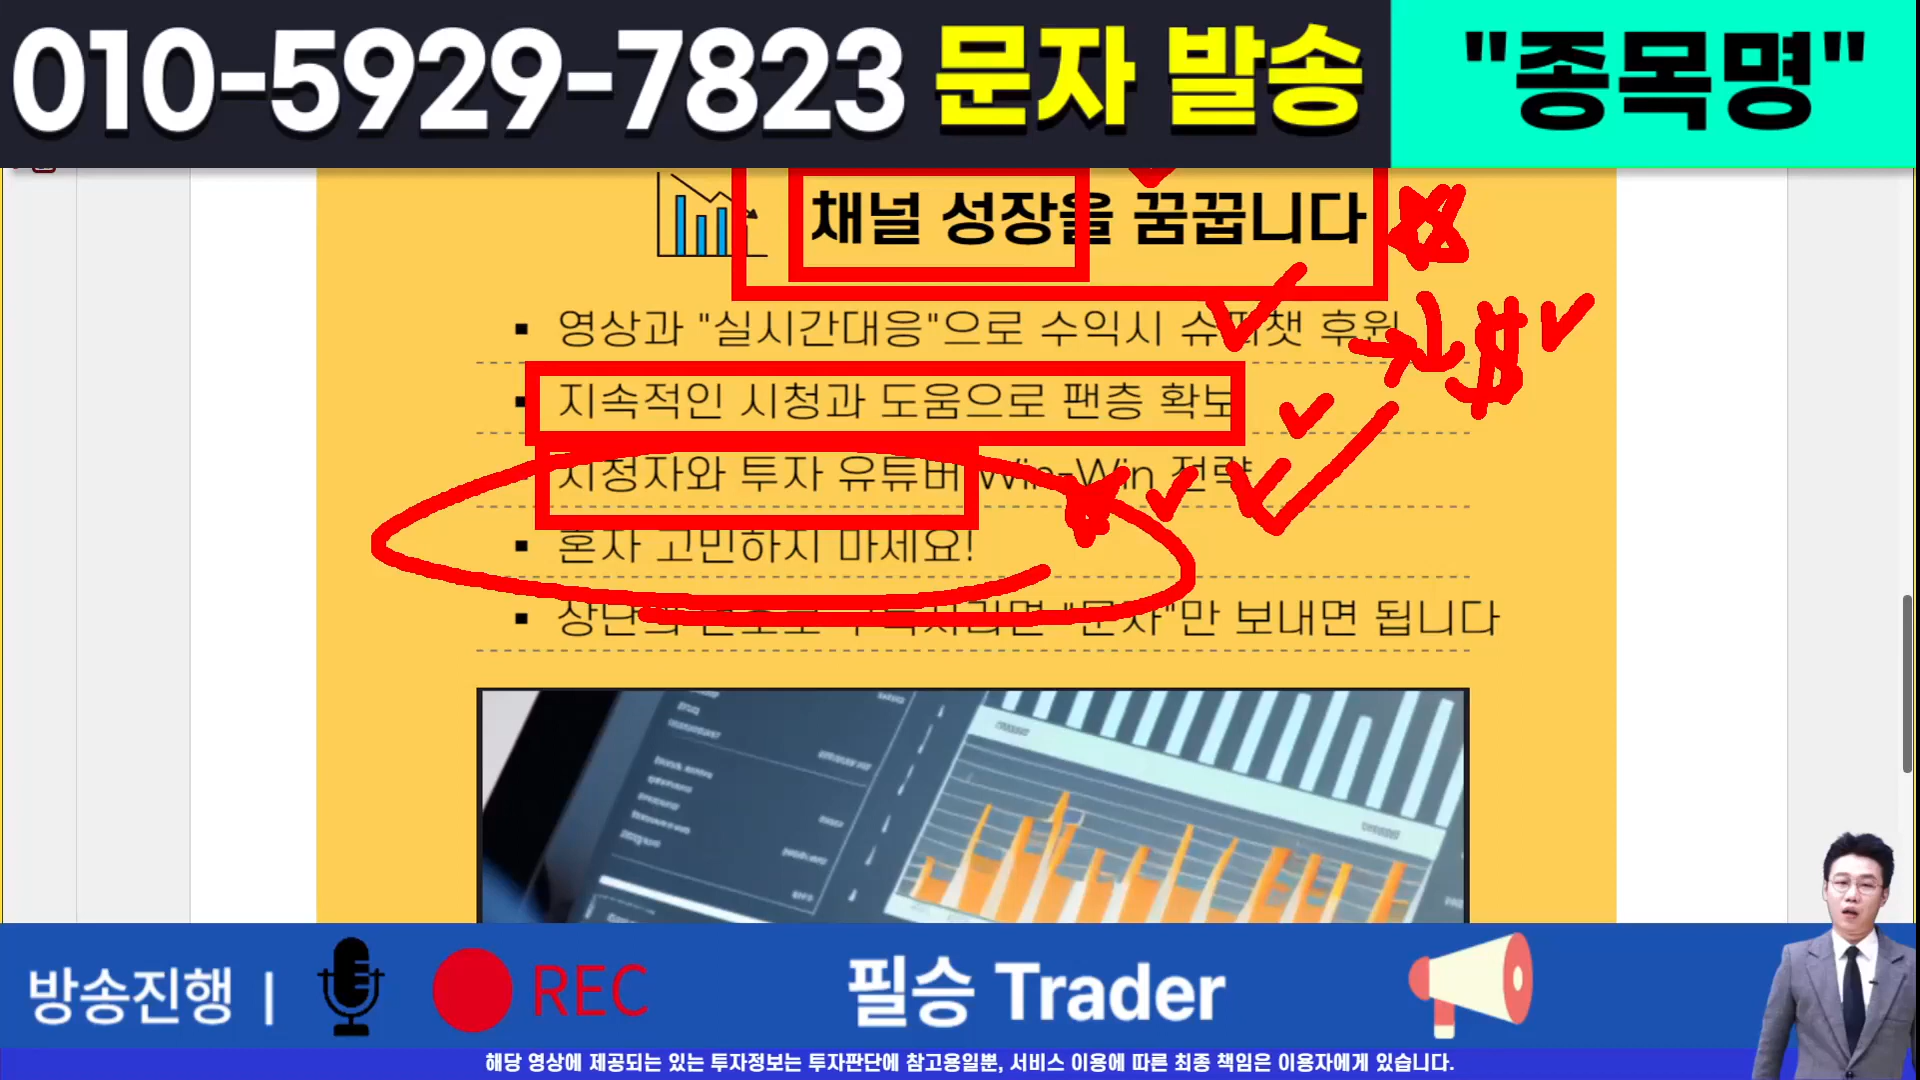 010-5929-7823 문자 발송 "종목명"
채널 성장을 꿈꿉니다
영상과 "실시간대응"으로 수익시 슈퍼챗 후원
지속적인 시청과 도움으로 팬층 확보
시청자와 투자 유튜버 Win-Win 전략
혼자 고민하지 마세요!
상단의 번호로 "문자"만 보내면 됩니다
방송진행 | REC 필승 Trader
해당 영상에 제공되는 있는 투자정보는 투자판단에 참고용일뿐, 서비스 이용에 따른 최종 책임은 이용자에게 있습니다.